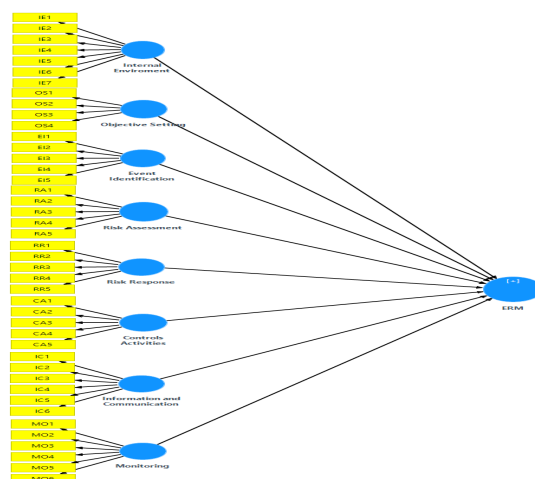 IE1
IE2
IE3
IE4
IE5
IE6
IE7
Internal
Enviroment
OS1
OS2
OS3
OS4
Objective Setting
EI1
EI2
EI3
EI4
EI5
Event
Identification
RA1
RA2
RA3
RA4
RA5
Risk Assessment
RR1
RR2
RR3
RR4
RR5
Risk Response
CA1
CA2
CA3
CA4
CA5
Controls
Activities
IC1
IC2
IC3
IC4
IC5
IC6
Information and
Communication
MO1
MO2
MO3
MO4
MO5
MO6
Monitoring
[+]
ERM